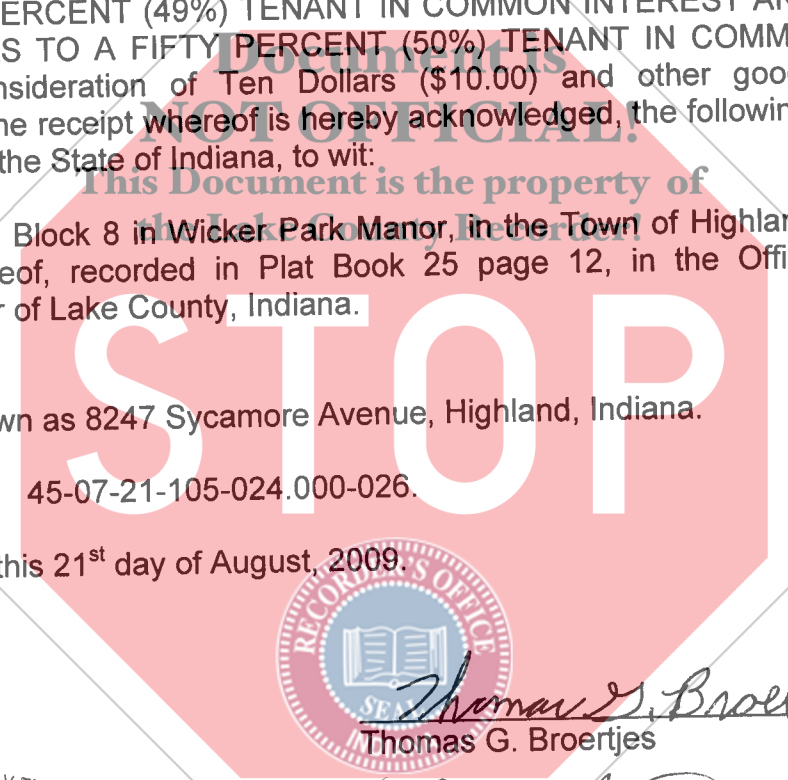 ERCENT (49%) TENANT IN COMMON INTEREST AN
S TO A FIFTY PERCENT (50%) TENANT IN COMM
Document is
nsideration of Ten Dollars ($10.00) and other goo
NOT OFFICIAL!
ne receipt whereof is hereby acknowledged, the followin
the State of Indiana, to wit:
This Document is the property of
the Lake County Recorder!
Block 8 in Wicker Park Manor, in the Town of Highlan
eof, recorded in Plat Book 25 page 12, in the Offi
r of Lake County, Indiana.
STOP
wn as 8247 Sycamore Avenue, Highland, Indiana.
45-07-21-105-024.000-026.
this 21st day of August, 2009.
RECORDER'S OFFICE
SEAL
INDIANA
Thomas G. Broe
Thomas G. Broertjes